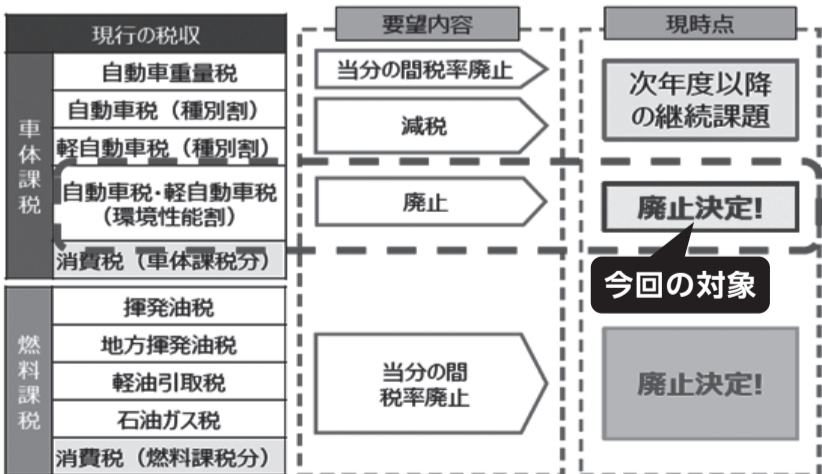 現行の税収
要望内容
現時点
車体課税
自動車重量税
自動車税（種別割）
軽自動車税（種別割）
自動車税・軽自動車税
（環境性能割）
消費税（車体課税分）
当分の間税率廃止
減税
廃止
次年度以降
の継続課題
廃止決定!
今回の対象
燃料課税
揮発油税
地方揮発油税
軽油引取税
石油ガス税
消費税（燃料課税分）
当分の間
税率廃止
廃止決定!